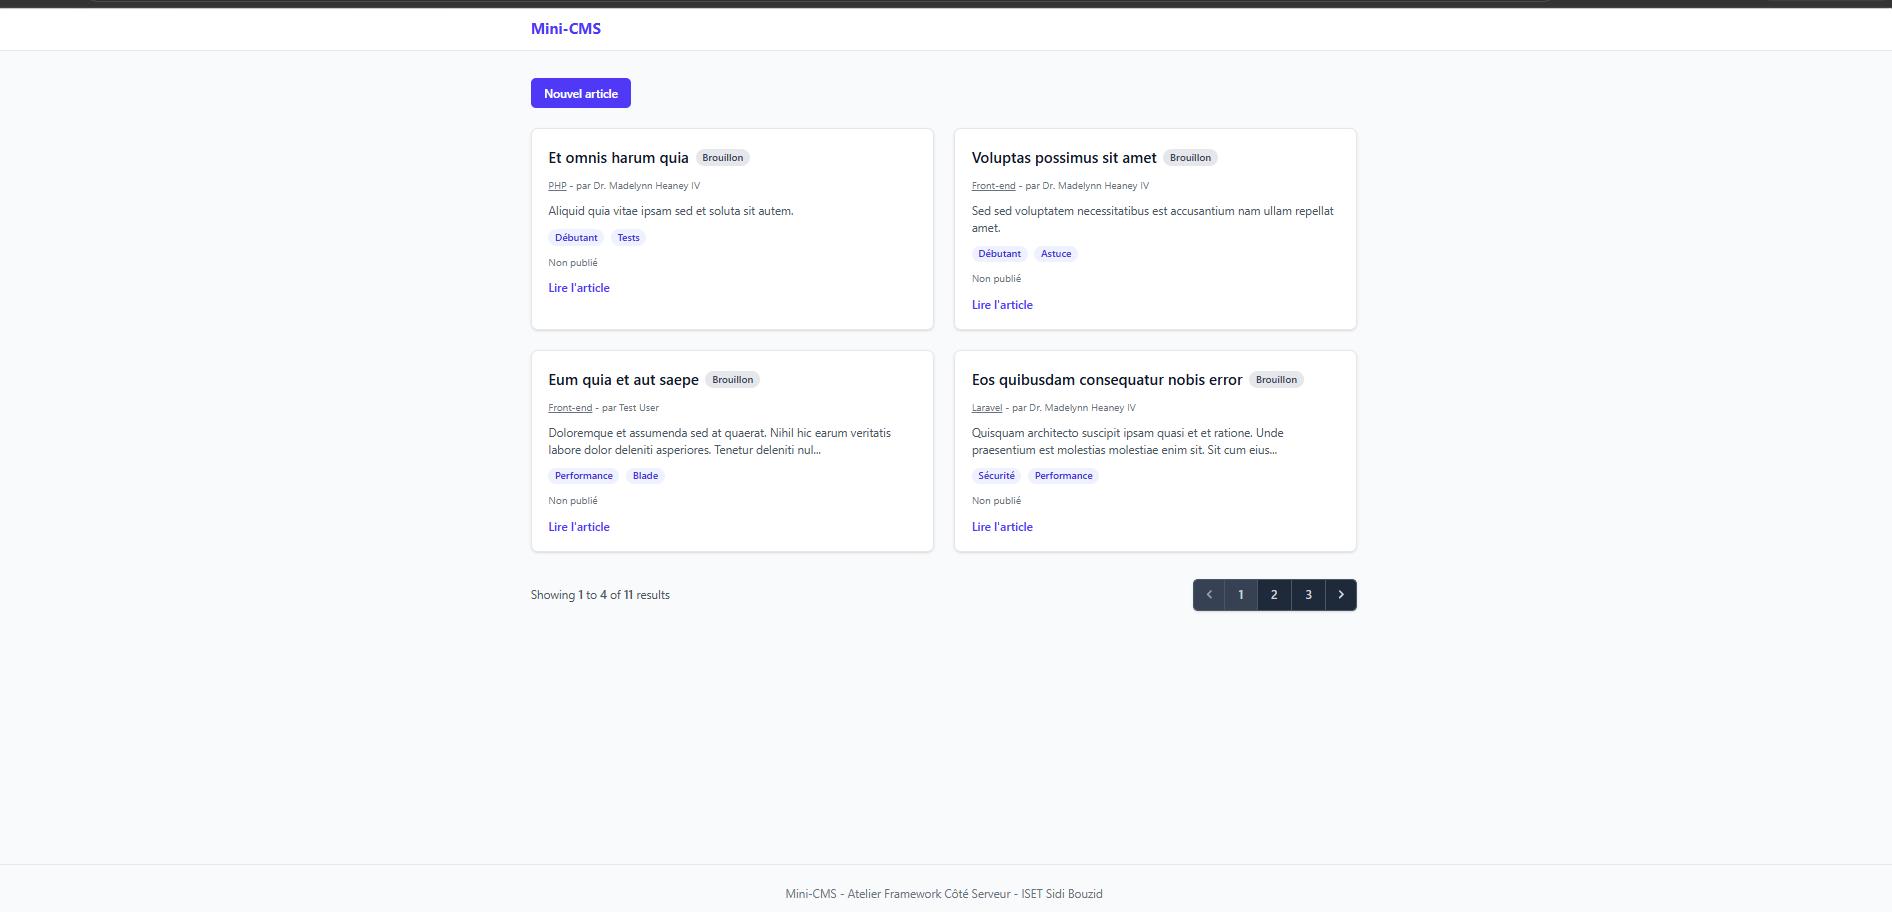 Mini-CMS
Nouvel article
Et omnis harum quia Brouillon
PHP - par Dr. Madelynn Heaney IV
Aliquid quia vitae ipsam sed et soluta sit autem.
Débutant Tests
Non publié
Lire l'article
Voluptas possimus sit amet Brouillon
Front-end - par Dr. Madelynn Heaney IV
Sed sed voluptatem necessitatibus est accusantium nam ullam repellat
amet.
Débutant Astuce
Non publié
Lire l'article
Eum quia et aut saepe Brouillon
Front-end - par Test User
Doloremque et assumenda sed at quaerat. Nihil hic earum veritatis
labore dolor deleniti asperiores. Tenetur deleniti nul...
Performance Blade
Non publié
Lire l'article
Eos quibusdam consequatur nobis error Brouillon
Laravel - par Dr. Madelynn Heaney IV
Quisquam architecto suscipit ipsam quasi et et ratione. Unde
praesentium est molestias molestiae enim sit. Sit cum eius...
Sécurité Performance
Non publié
Lire l'article
Showing 1 to 4 of 11 results
1 2 3
Mini-CMS - Atelier Framework Côté Serveur - ISET Sidi Bouzid